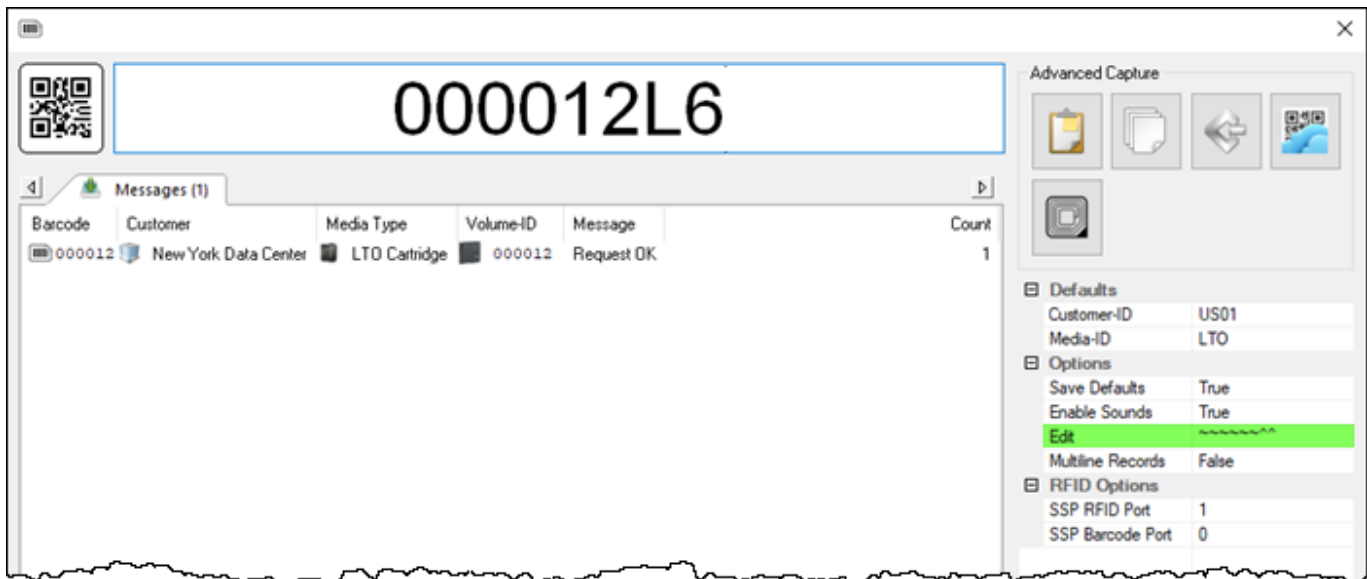 000012L6
Advanced Capture
Messages (1)
Barcode Customer Media Type Volume-ID Message Count
000012 New York Data Center LTO Cartridge 000012 Request OK 1
Defaults
Customer-ID US01
Media-ID LTO
Options
Save Defaults True
Enable Sounds True
Edit ~~~~~~^^
Multiline Records False
RFID Options
SSP RFID Port 1
SSP Barcode Port 0